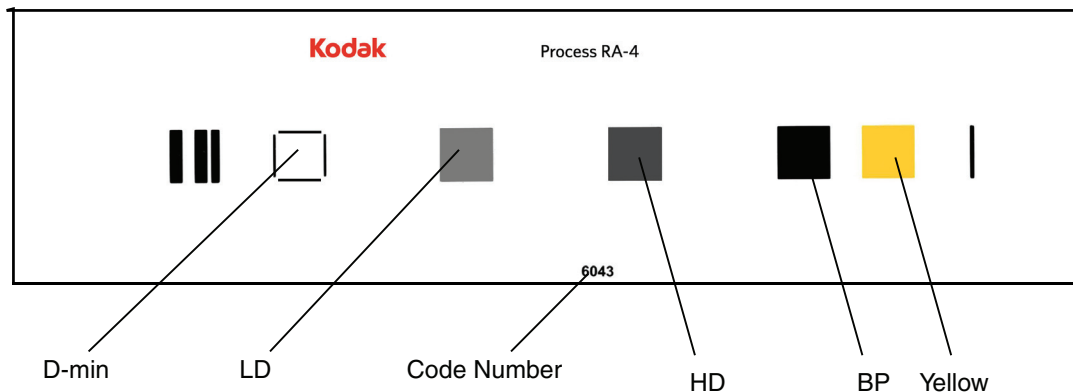 Kodak Process RA-4
6043
D-min LD Code Number HD BP Yellow